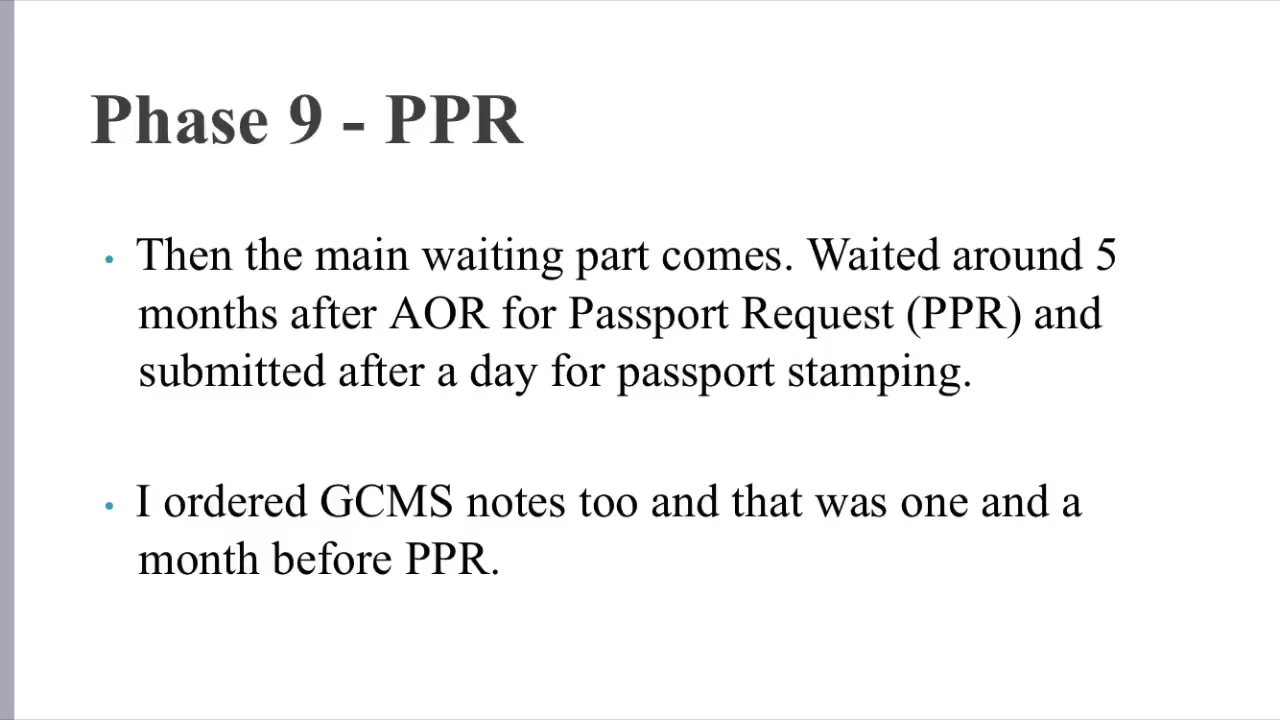 Phase 9 - PPR
• Then the main waiting part comes. Waited around 5
months after AOR for Passport Request (PPR) and
submitted after a day for passport stamping.
• I ordered GCMS notes too and that was one and a
month before PPR.